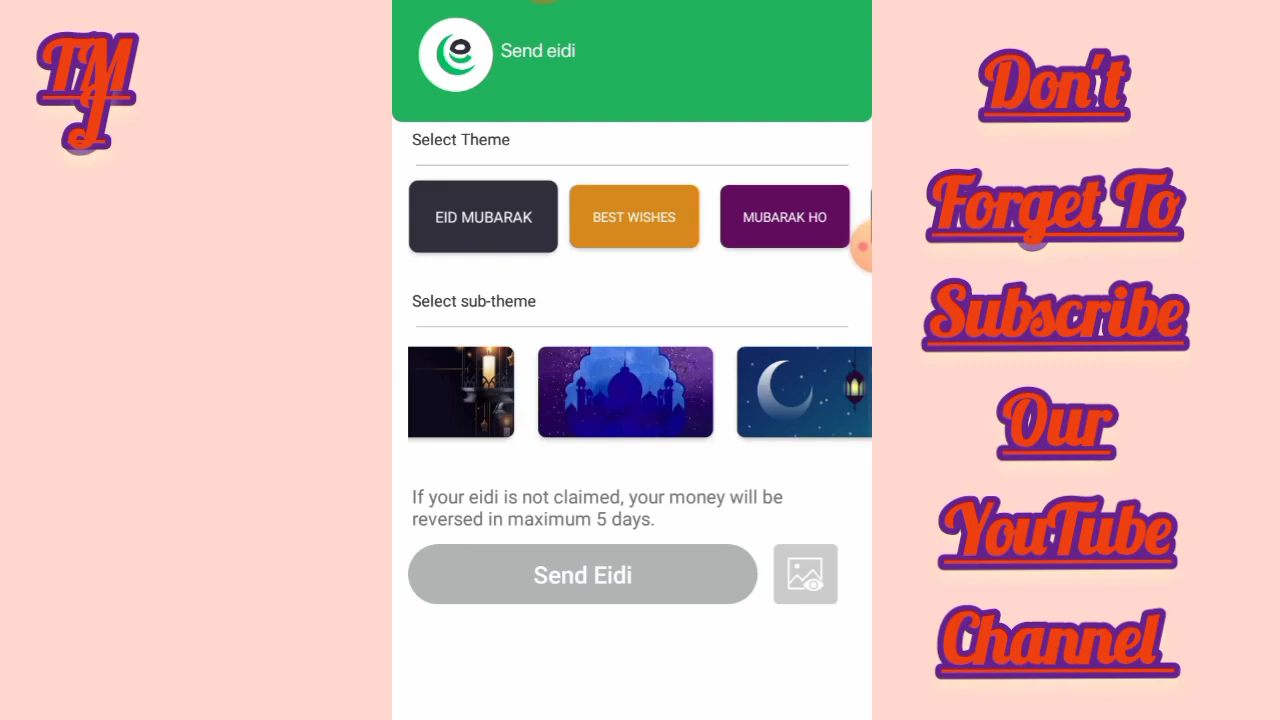 TMJ
Send eidi
Select Theme
EID MUBARAK
BEST WISHES
MUBARAK HO
Select sub-theme
If your eidi is not claimed, your money will be
reversed in maximum 5 days.
Send Eidi
Don't
Forget To
Subscribe
Our
YouTube
Channel